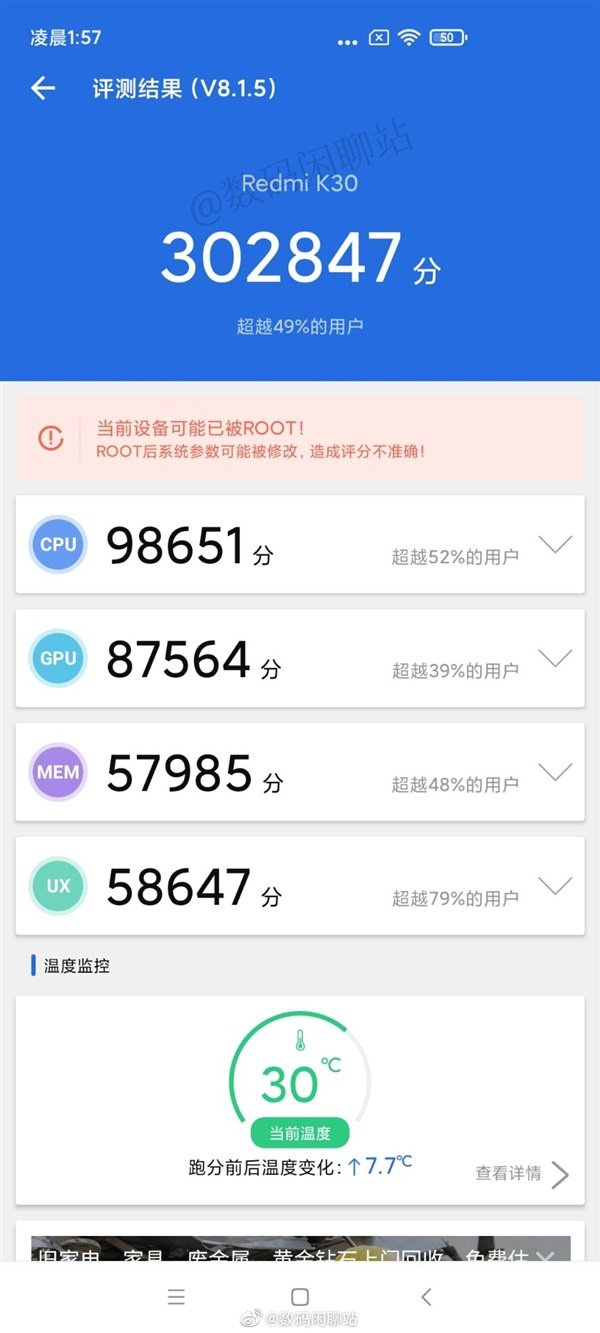 凌晨1:57
50
评测结果 (V8.1.5)
@数码闲聊站
Redmi K30
302847 分
超越49%的用户
当前设备可能已被ROOT!
ROOT后系统参数可能被修改, 造成评分不准确!
CPU 98651 分 超越52%的用户
GPU 87564 分 超越39%的用户
MEM 57985 分 超越48%的用户
UX 58647 分 超越79%的用户
温度监控
30℃
当前温度
跑分前后温度变化:↑7.7℃
查看详情
旧家电、家具、废金属、黄金钻石上门回收、免费估
@数码闲聊站